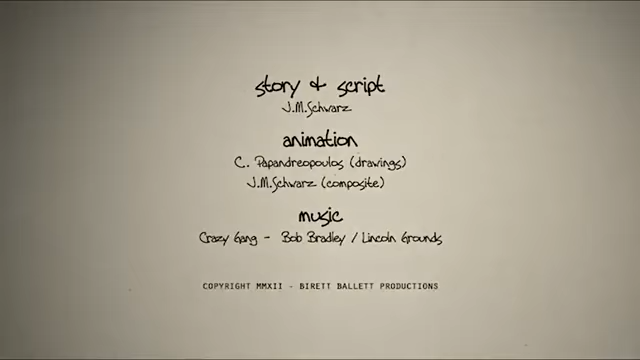 story & script
J.M.Schwarz
animation
C. Papandreopoulos (drawings)
J.M.Schwarz (composite)
music
Crazy Gang - Bob Bradley / Lincoln Grounds
COPYRIGHT MMXII - BIRETT BALLETT PRODUCTIONS